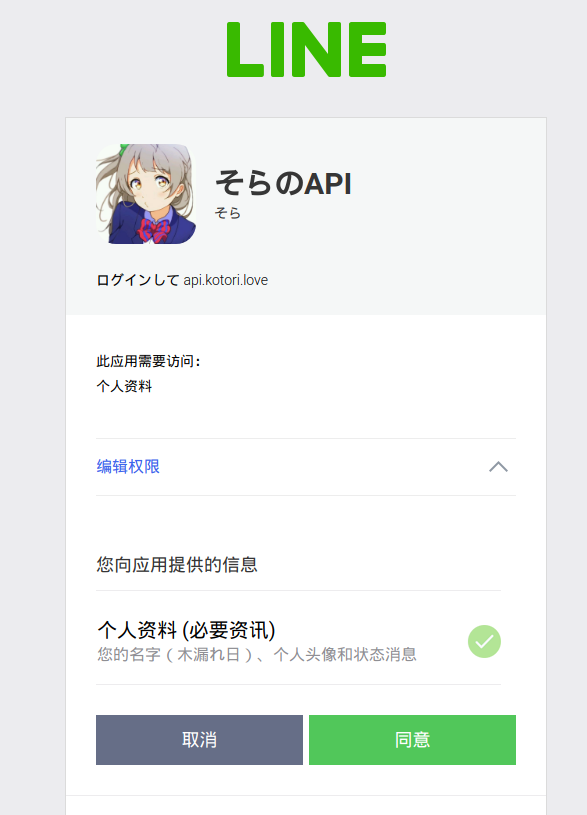 LINE
そらのAPI
そら
ログインして api.kotori.love
此应用需要访问：
个人资料
编辑权限
您向应用提供的信息
个人资料 (必要资讯)
您的名字（木漏れ日）、个人头像和状态消息
取消 同意